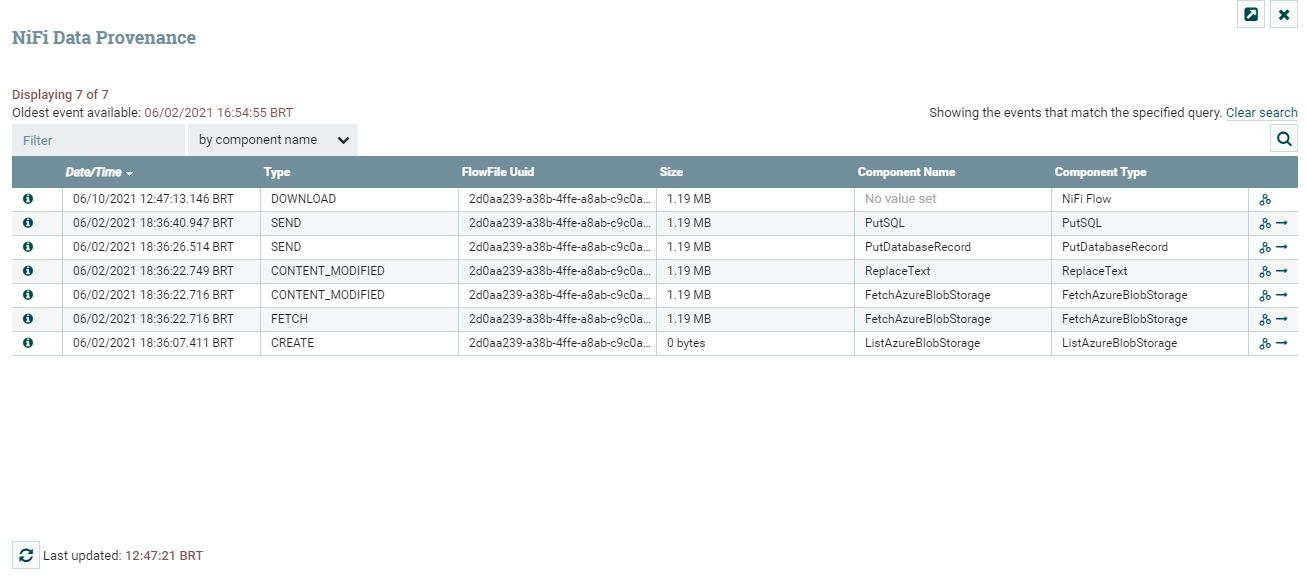 NiFi Data Provenance
Displaying 7 of 7
Oldest event available: 06/02/2021 16:54:55 BRT
Showing the events that match the specified query. Clear search
Filter by component name
Date/Time Type FlowFile Uuid Size Component Name Component Type
06/10/2021 12:47:13.146 BRT DOWNLOAD 2d0aa239-a38b-4ffe-a8ab-c9c0a... 1.19 MB No value set NiFi Flow
06/02/2021 18:36:40.947 BRT SEND 2d0aa239-a38b-4ffe-a8ab-c9c0a... 1.19 MB PutSQL PutSQL
06/02/2021 18:36:26.514 BRT SEND 2d0aa239-a38b-4ffe-a8ab-c9c0a... 1.19 MB PutDatabaseRecord PutDatabaseRecord
06/02/2021 18:36:22.749 BRT CONTENT_MODIFIED 2d0aa239-a38b-4ffe-a8ab-c9c0a... 1.19 MB ReplaceText ReplaceText
06/02/2021 18:36:22.716 BRT CONTENT_MODIFIED 2d0aa239-a38b-4ffe-a8ab-c9c0a... 1.19 MB FetchAzureBlobStorage FetchAzureBlobStorage
06/02/2021 18:36:22.716 BRT FETCH 2d0aa239-a38b-4ffe-a8ab-c9c0a... 1.19 MB FetchAzureBlobStorage FetchAzureBlobStorage
06/02/2021 18:36:07.411 BRT CREATE 2d0aa239-a38b-4ffe-a8ab-c9c0a... 0 bytes ListAzureBlobStorage ListAzureBlobStorage
Last updated: 12:47:21 BRT